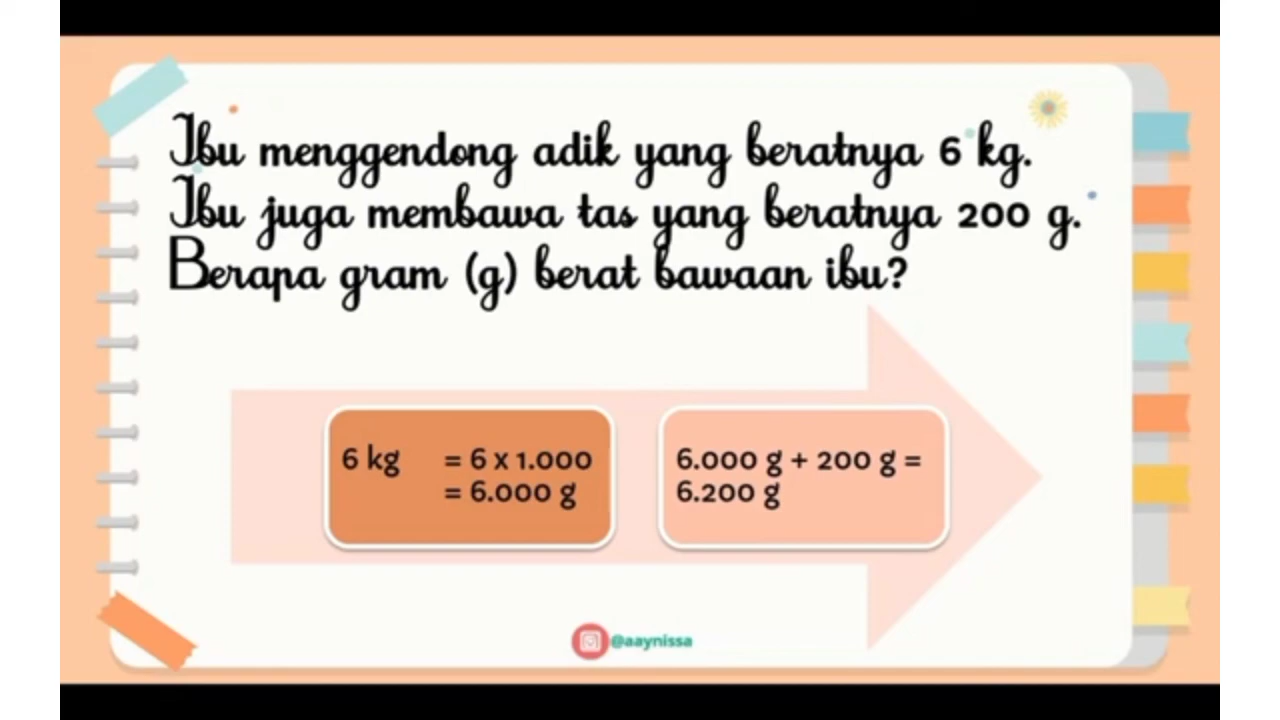 Ibu menggendong adik yang beratnya 6 kg.
Ibu juga membawa tas yang beratnya 200 g.
Berapa gram (g) berat bawaan ibu?
6 kg = 6 x 1.000
= 6.000 g
6.000 g + 200 g =
6.200 g
@aaynissa